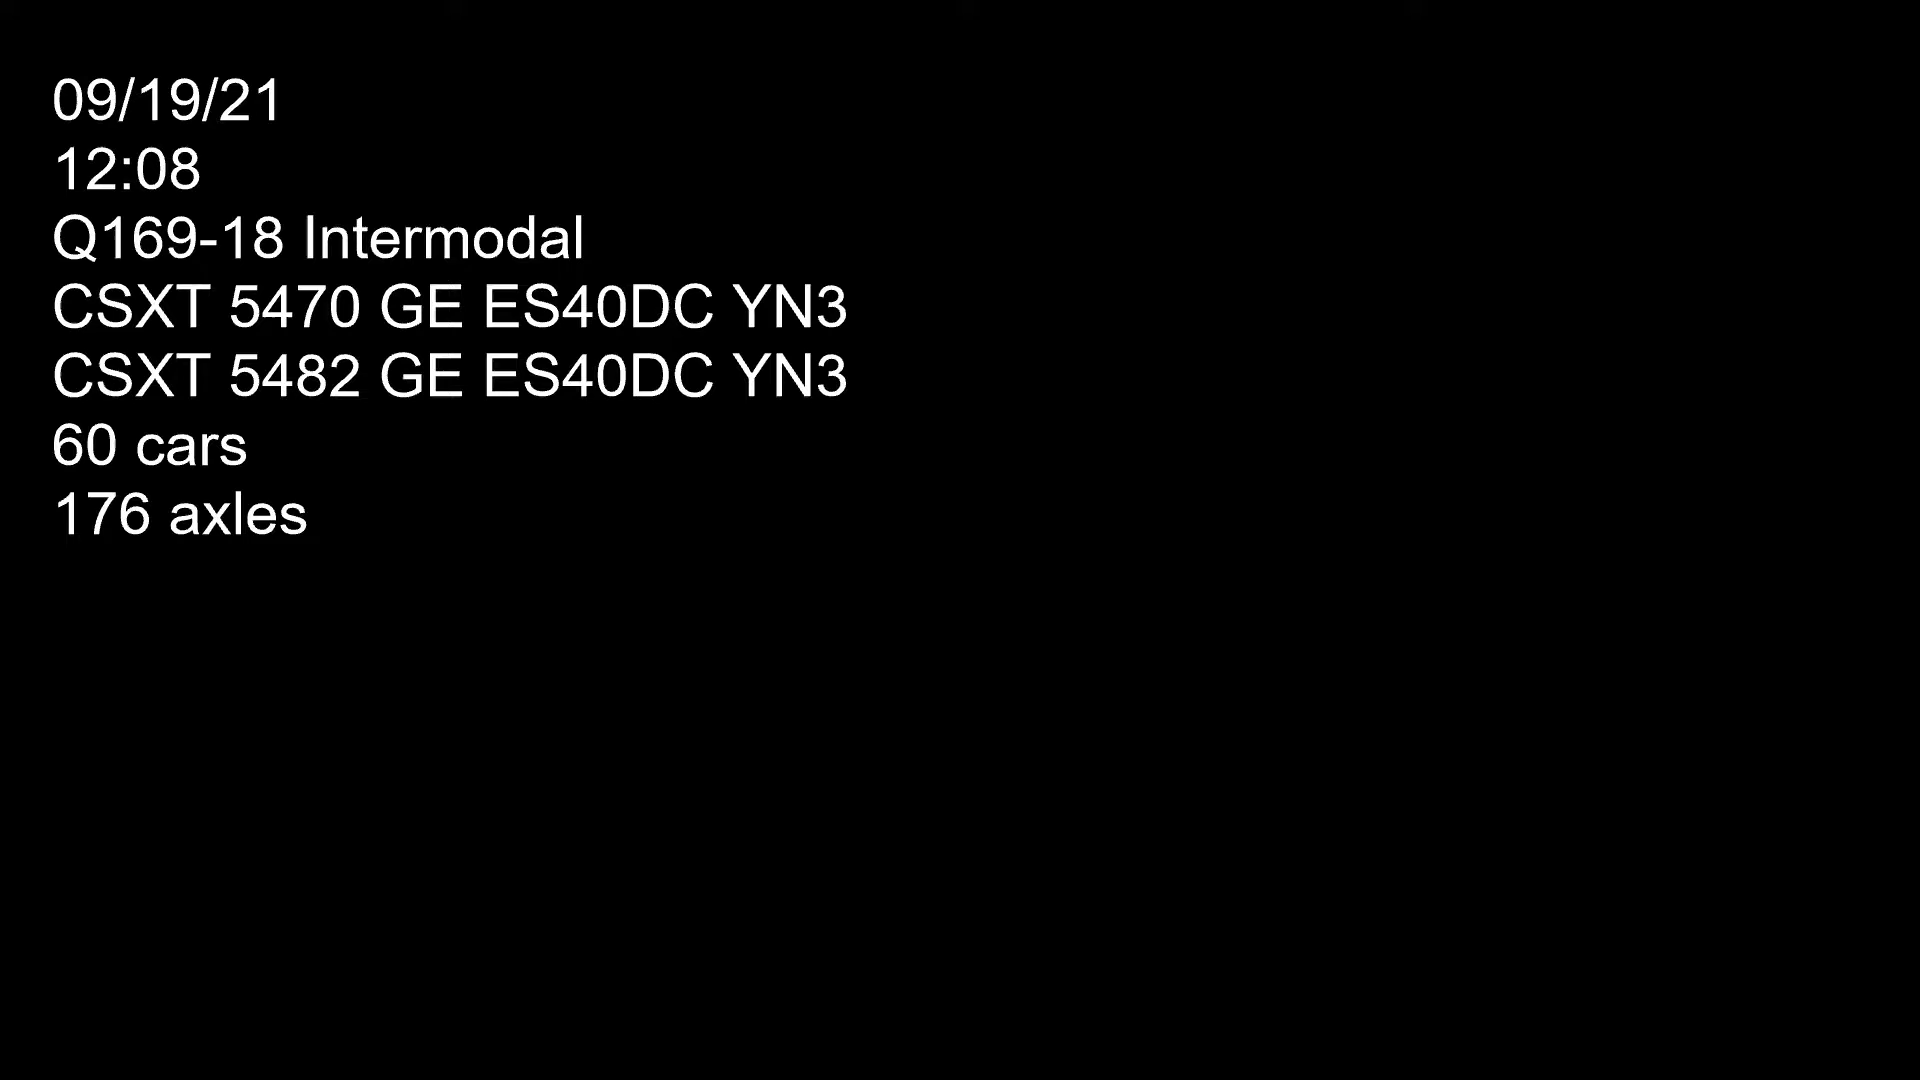 09/19/21
12:08
Q169-18 Intermodal
CSXT 5470 GE ES40DC YN3
CSXT 5482 GE ES40DC YN3
60 cars
176 axles